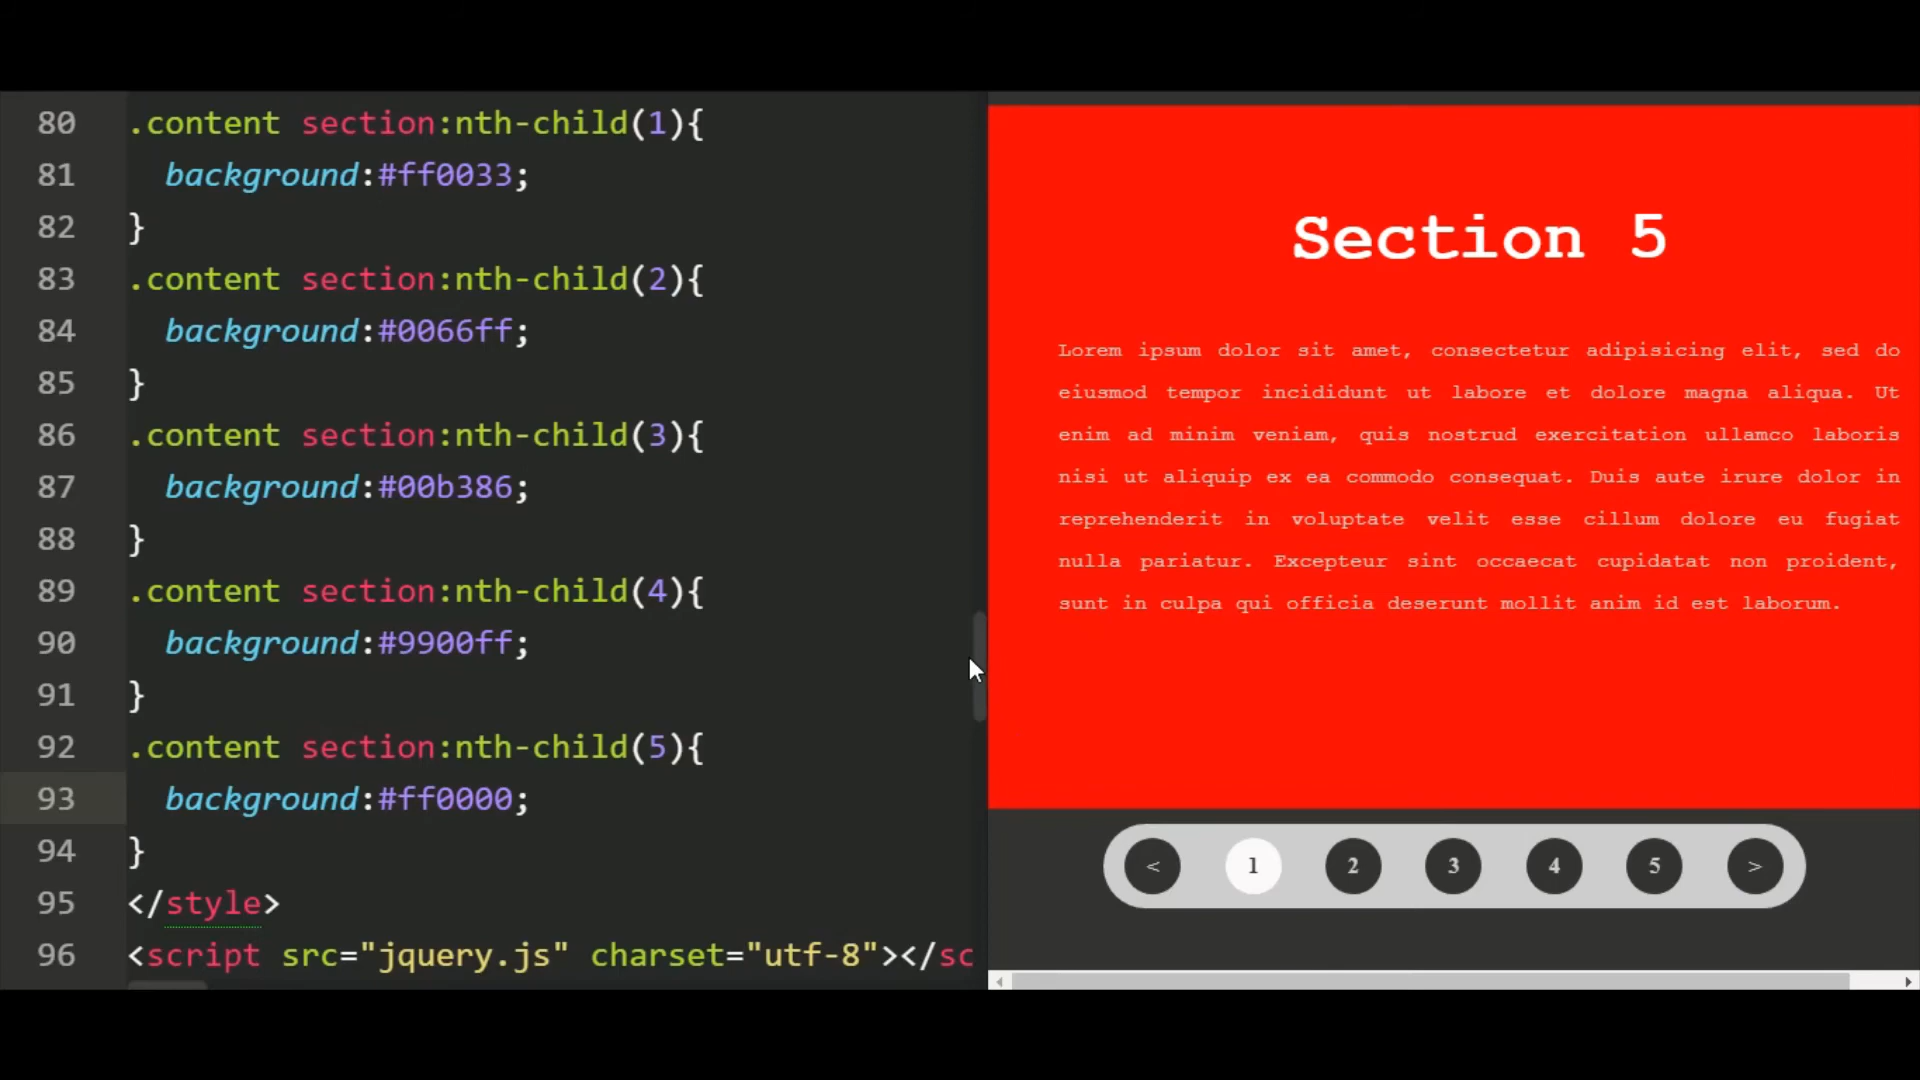 80 .content section:nth-child(1){
81 background:#ff0033;
82 }
83 .content section:nth-child(2){
84 background:#0066ff;
85 }
86 .content section:nth-child(3){
87 background:#00b386;
88 }
89 .content section:nth-child(4){
90 background:#9900ff;
91 }
92 .content section:nth-child(5){
93 background:#ff0000;
94 }
95 </style>
96 <script src="jquery.js" charset="utf-8"></sc
Section 5
Lorem ipsum dolor sit amet, consectetur adipisicing elit, sed do
eiusmod tempor incididunt ut labore et dolore magna aliqua. Ut
enim ad minim veniam, quis nostrud exercitation ullamco laboris
nisi ut aliquip ex ea commodo consequat. Duis aute irure dolor in
reprehenderit in voluptate velit esse cillum dolore eu fugiat
nulla pariatur. Excepteur sint occaecat cupidatat non proident,
sunt in culpa qui officia deserunt mollit anim id est laborum.
< 1 2 3 4 5 >